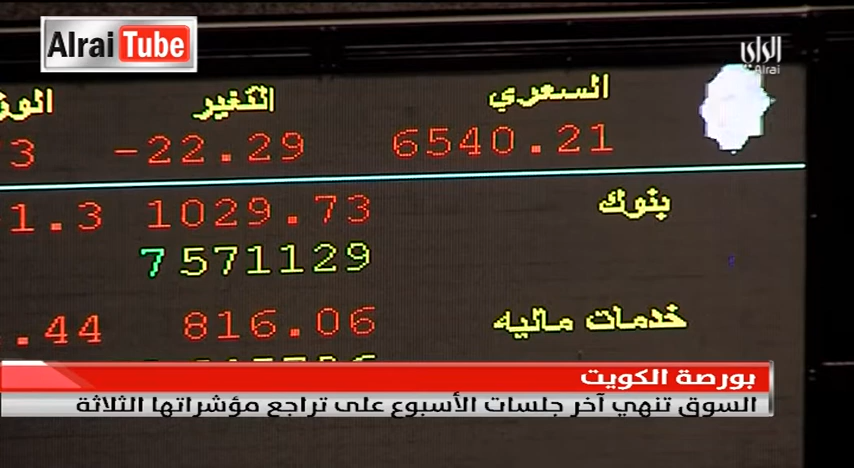 Alrai Tube
الراي
Alrai
السعري التغير
6540.21 -22.29
بنوك 1029.73
7571129
خدمات ماليه 816.06 .44
بورصة الكويت
السوق تنهي آخر جلسات الأسبوع على تراجع مؤشراتها الثلاثة